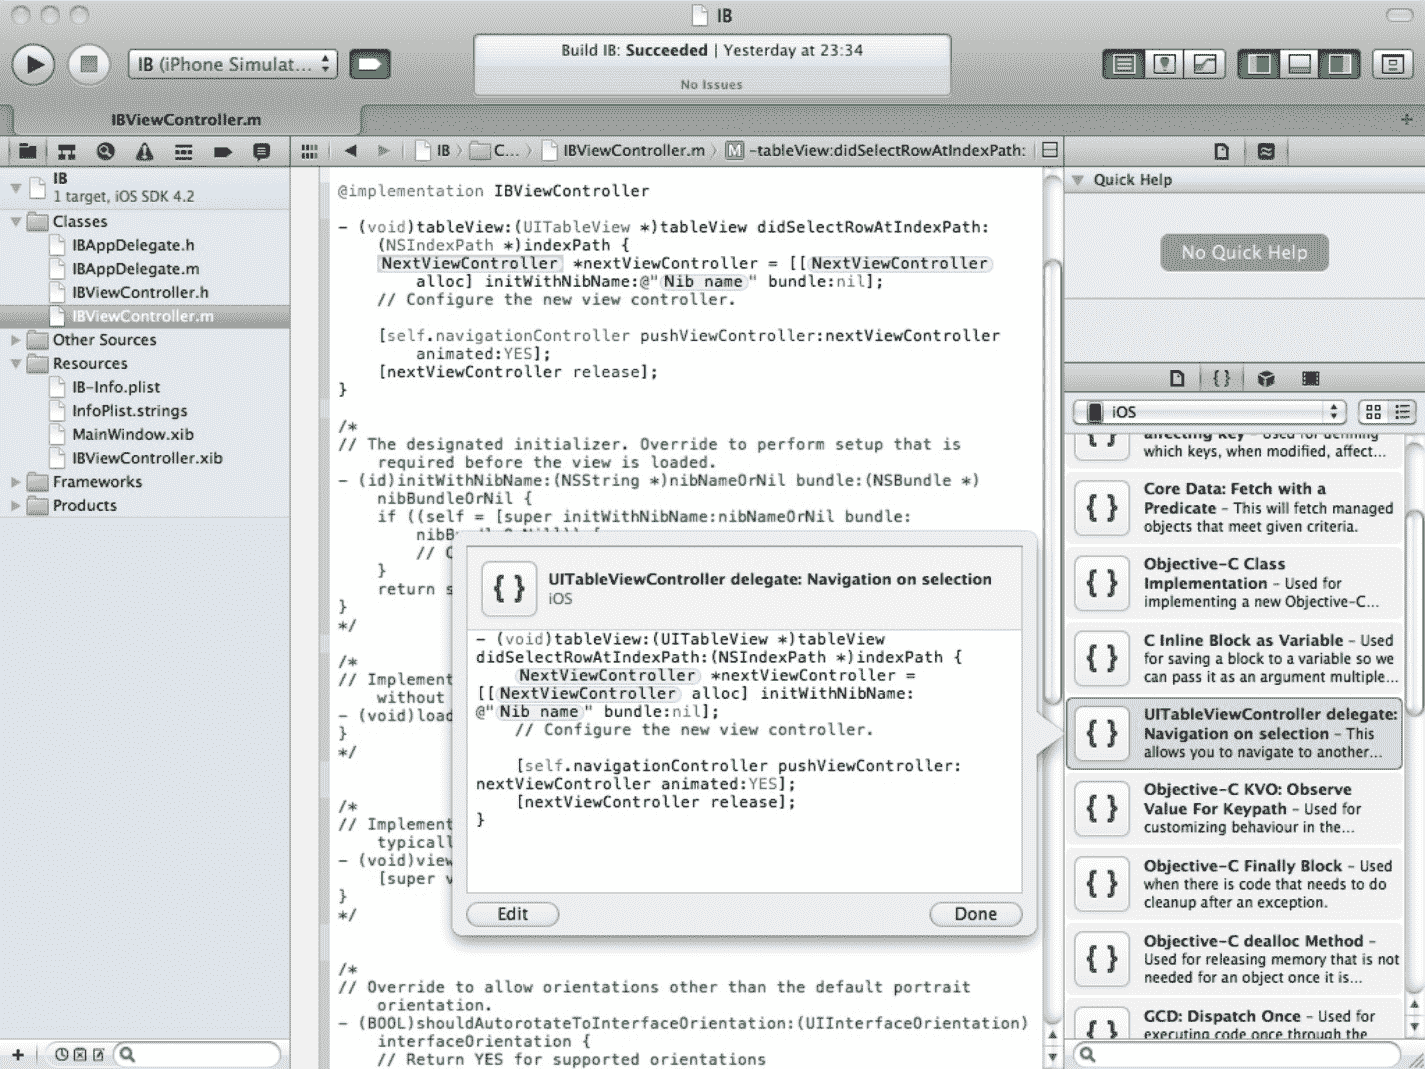 IB
IB (iPhone Simulat...
Build IB: Succeeded | Yesterday at 23:34
No Issues
IBViewController.m
IB
C...
IBViewController.m
M
-tableView:didSelectRowAtIndexPath:
IB
1 target, iOS SDK 4.2
Classes
IBAppDelegate.h
IBAppDelegate.m
IBViewController.h
IBViewController.m
Other Sources
Resources
IB-Info.plist
InfoPlist.strings
MainWindow.xib
IBViewController.xib
Frameworks
Products
@implementation IBViewController
- (void)tableView:(UITableView *)tableView didSelectRowAtIndexPath:
(NSIndexPath *)indexPath {
NextViewController *nextViewController = [[NextViewController
alloc] initWithNibName:@"Nib name" bundle:nil];
// Configure the new view controller.
[self.navigationController pushViewController:nextViewController
animated:YES];
[nextViewController release];
}
/*
// The designated initializer. Override to perform setup that is
required before the view is loaded.
- (id)initWithNibName:(NSString *)nibNameOrNil bundle:(NSBundle *)
nibBundleOrNil {
if ((self = [super initWithNibName:nibNameOrNil bundle:
// C
}
return s
}
*/
/*
// Implement
without
- (void)load
}
*/
/*
// Implement
typicall
- (void)view
[super v
}
*/
/*
// Override to allow orientations other than the default portrait
orientation.
- (BOOL)shouldAutorotateToInterfaceOrientation:(UIInterfaceOrientation)
interfaceOrientation {
// Return YES for supported orientations
{ }
UITableViewController delegate: Navigation on selection
iOS
- (void)tableView:(UITableView *)tableView
didSelectRowAtIndexPath:(NSIndexPath *)indexPath {
NextViewController *nextViewController =
[[NextViewController alloc] initWithNibName:
@"Nib name" bundle:nil];
// Configure the new view controller.
[self.navigationController pushViewController:
nextViewController animated:YES];
[nextViewController release];
}
Edit
Done
Quick Help
No Quick Help
{ }
iOS
affecting key - Used for defining
which keys, when modified, affect...
{ }
Core Data: Fetch with a
Predicate - This will fetch managed
objects that meet given criteria.
{ }
Objective-C Class
Implementation - Used for
implementing a new Objective-C...
{ }
C Inline Block as Variable - Used
for saving a block to a variable so we
can pass it as an argument multiple...
{ }
UITableViewController delegate:
Navigation on selection - This
allows you to navigate to another...
{ }
Objective-C KVO: Observe
Value For Keypath - Used for
customizing behaviour in the...
{ }
Objective-C Finally Block - Used
when there is code that needs to do
cleanup after an exception.
{ }
Objective-C dealloc Method -
Used for releasing memory that is not
needed for an object once it is...
{ }
GCD: Dispatch Once - Used for
executing code once through the